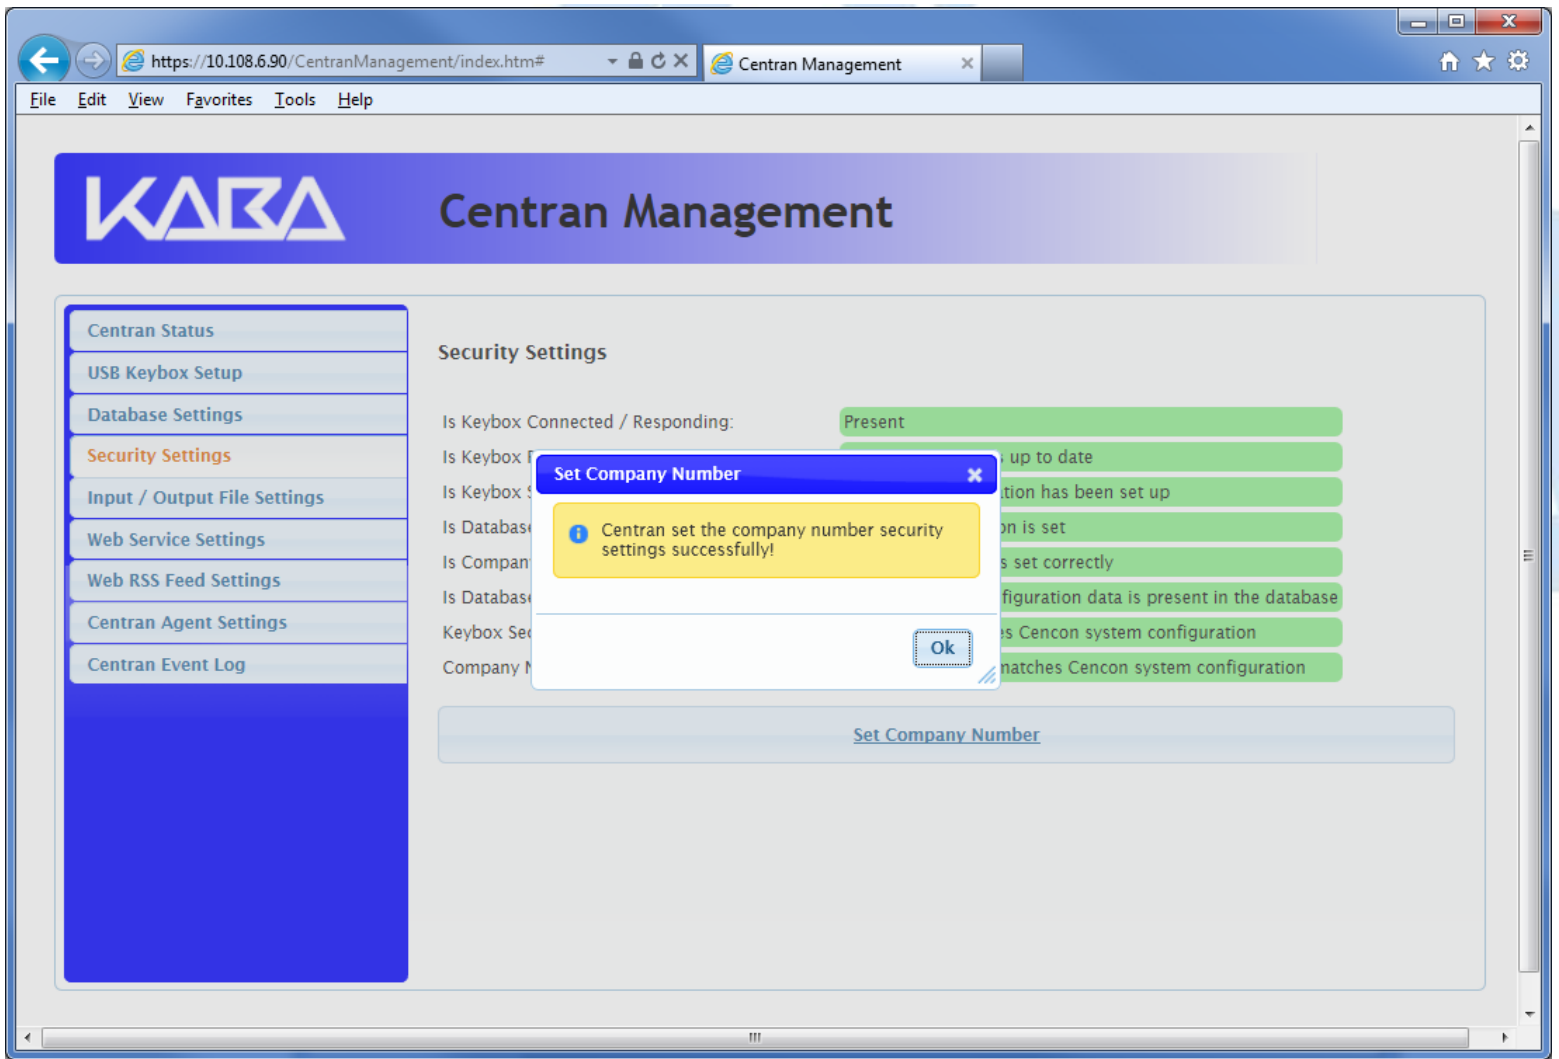 https://10.108.6.90/CentranManagement/index.htm#
Centran Management
File Edit View Favorites Tools Help
KABA
Centran Management
Centran Status
USB Keybox Setup
Database Settings
Security Settings
Input / Output File Settings
Web Service Settings
Web RSS Feed Settings
Centran Agent Settings
Centran Event Log
Security Settings
Is Keybox Connected / Responding: Present
Is Keybox up to date
Is Keybox has been set up
Is Database is set
Is set correctly
Is Database data is present in the database
Keybox Cencon system configuration
Company matches Cencon system configuration
Set Company Number
Centran set the company number security
settings successfully!
Ok
Set Company Number